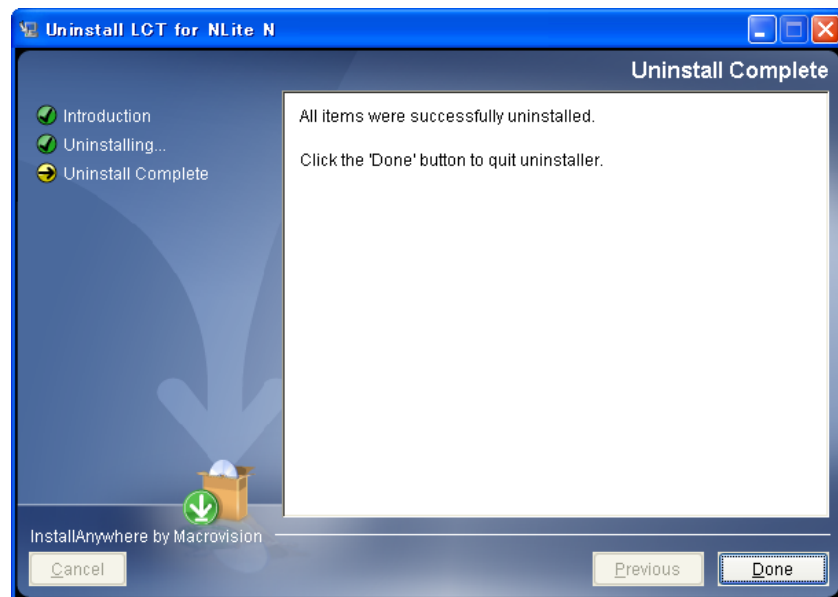 Uninstall LCT for NLite N
Uninstall Complete
Introduction
Uninstalling...
Uninstall Complete
All items were successfully uninstalled.
Click the 'Done' button to quit uninstaller.
InstallAnywhere by Macrovision
Cancel
Previous
Done